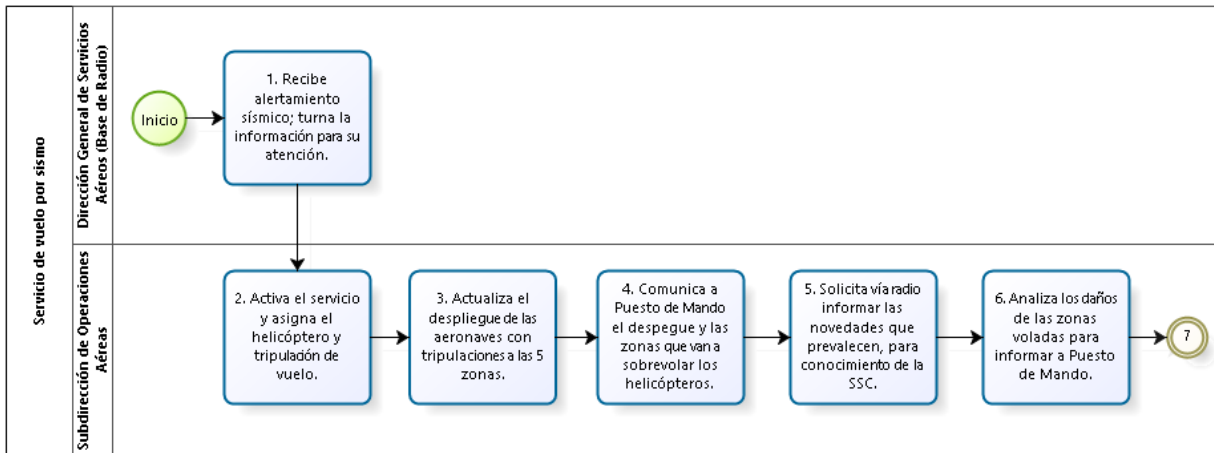 Servicio de vuelo por sismo
Dirección General de Servicios
Aéreos (Base de Radio)
Inicio
1. Recibe
alertamiento
sísmico; turna la
información para su
atención.
Subdirección de Operaciones
Aéreas
2. Activa el servicio
y asigna el
helicóptero y
tripulación de
vuelo.
3. Actualiza el
despliegue de las
aeronaves con
tripulaciones a las 5
zonas.
4. Comunica a
Puesto de Mando
el despegue y las
zonas que van a
sobrevolar los
helicópteros.
5. Solicita vía radio
informar las
novedades que
prevalecen, para
conocimiento de la
SSC.
6. Analiza los daños
de las zonas
voladas para
informar a Puesto
de Mando.
7